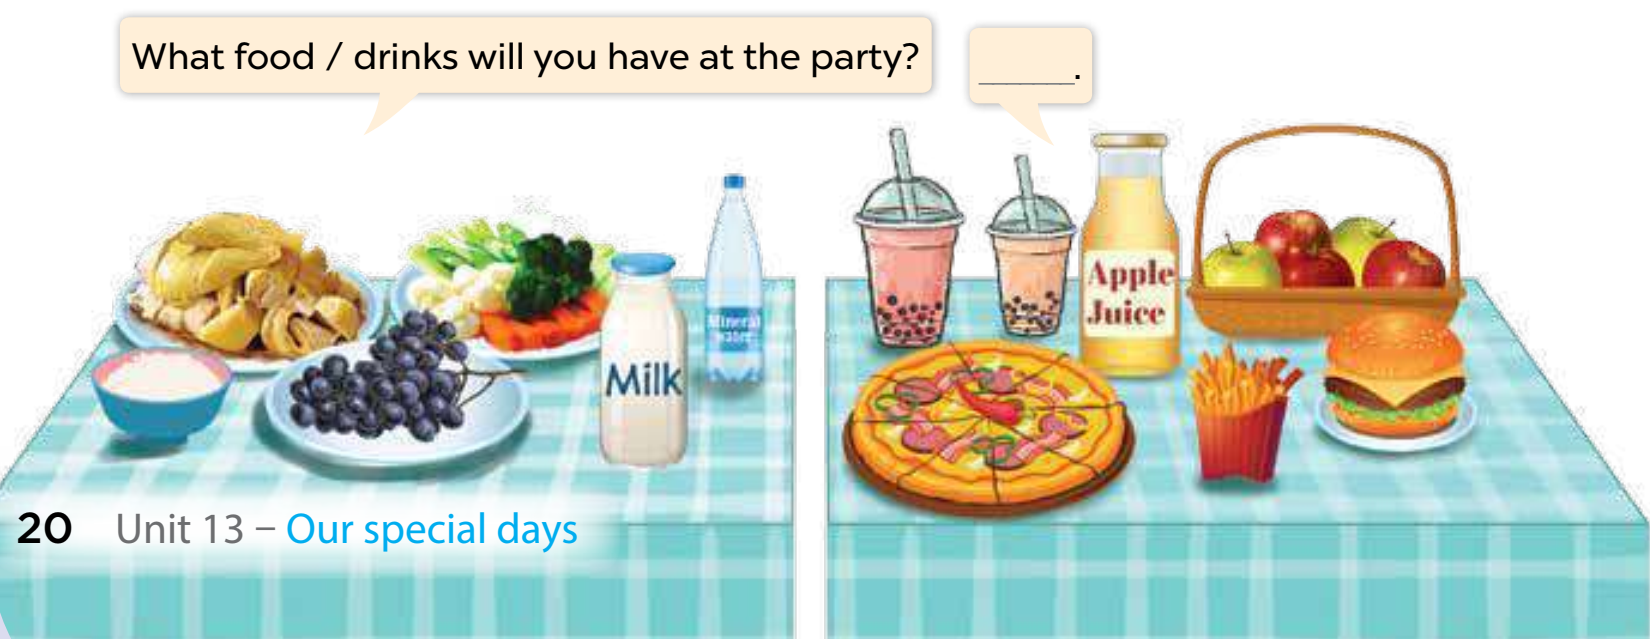 What food / drinks will you have at the party?
_______.
Mineral
water
Milk
Apple
Juice
20 Unit 13 – Our special days